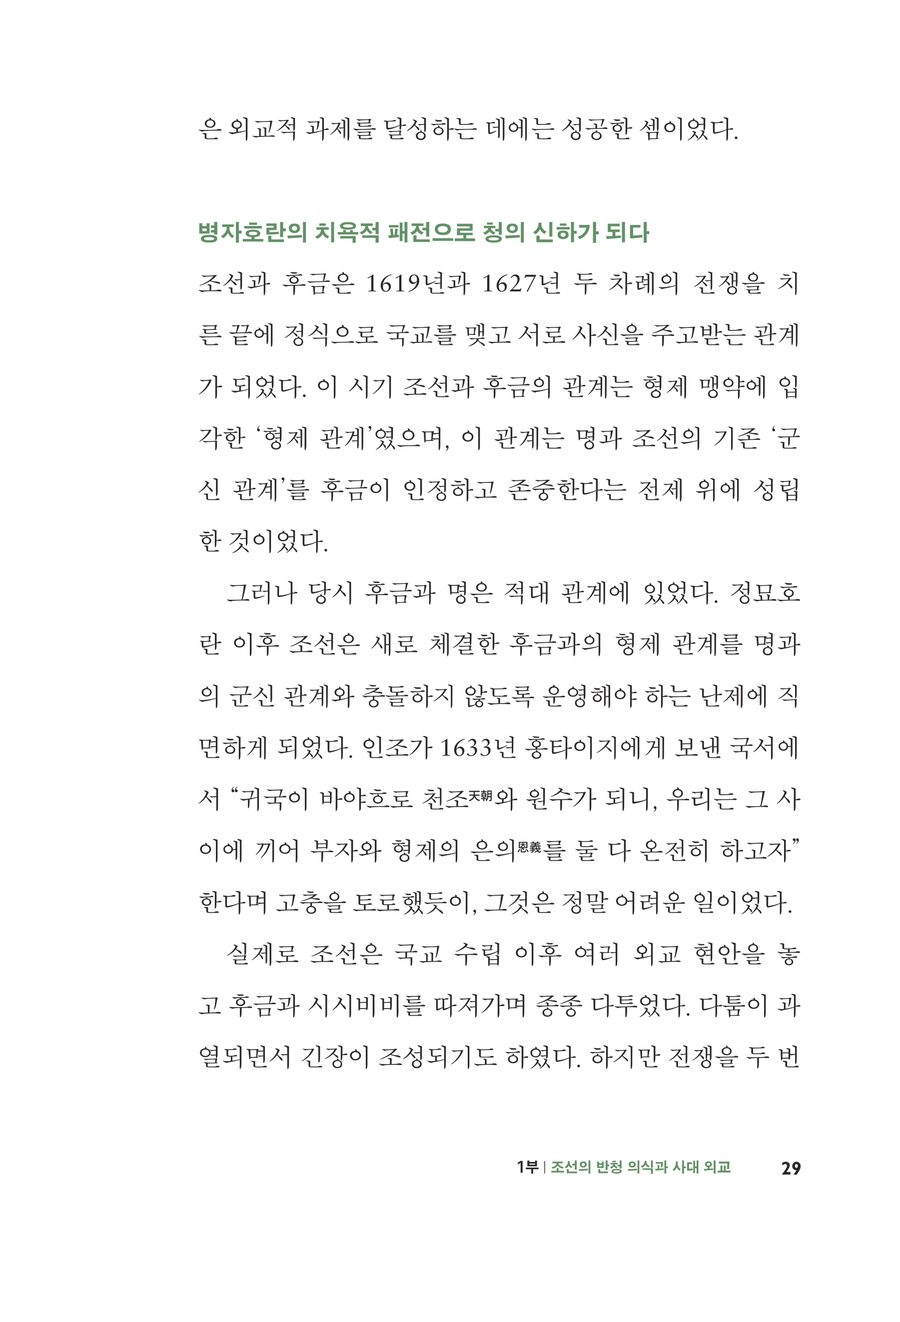 은 외교적 과제를 달성하는 데에는 성공한 셈이었다.
병자호란의 치욕적 패전으로 청의 신하가 되다
조선과 후금은 1619년과 1627년 두 차례의 전쟁을 치
른 끝에 정식으로 국교를 맺고 서로 사신을 주고받는 관계
가 되었다. 이 시기 조선과 후금의 관계는 형제 맹약에 입
각한 ‘형제 관계’였으며, 이 관계는 명과 조선의 기존 ‘군
신 관계’를 후금이 인정하고 존중한다는 전제 위에 성립
한 것이었다.
그러나 당시 후금과 명은 적대 관계에 있었다. 정묘호
란 이후 조선은 새로 체결한 후금과의 형제 관계를 명과
의 군신 관계와 충돌하지 않도록 운영해야 하는 난제에 직
면하게 되었다. 인조가 1633년 홍타이지에게 보낸 국서에
서 “귀국이 바야흐로 천조天朝와 원수가 되니, 우리는 그 사
이에 끼어 부자와 형제의 은의恩義를 둘 다 온전히 하고자”
한다며 고충을 토로했듯이, 그것은 정말 어려운 일이었다.
실제로 조선은 국교 수립 이후 여러 외교 현안을 놓
고 후금과 시시비비를 따져가며 종종 다투었다. 다툼이 과
열되면서 긴장이 조성되기도 하였다. 하지만 전쟁을 두 번
1부 | 조선의 반청 의식과 사대 외교 29